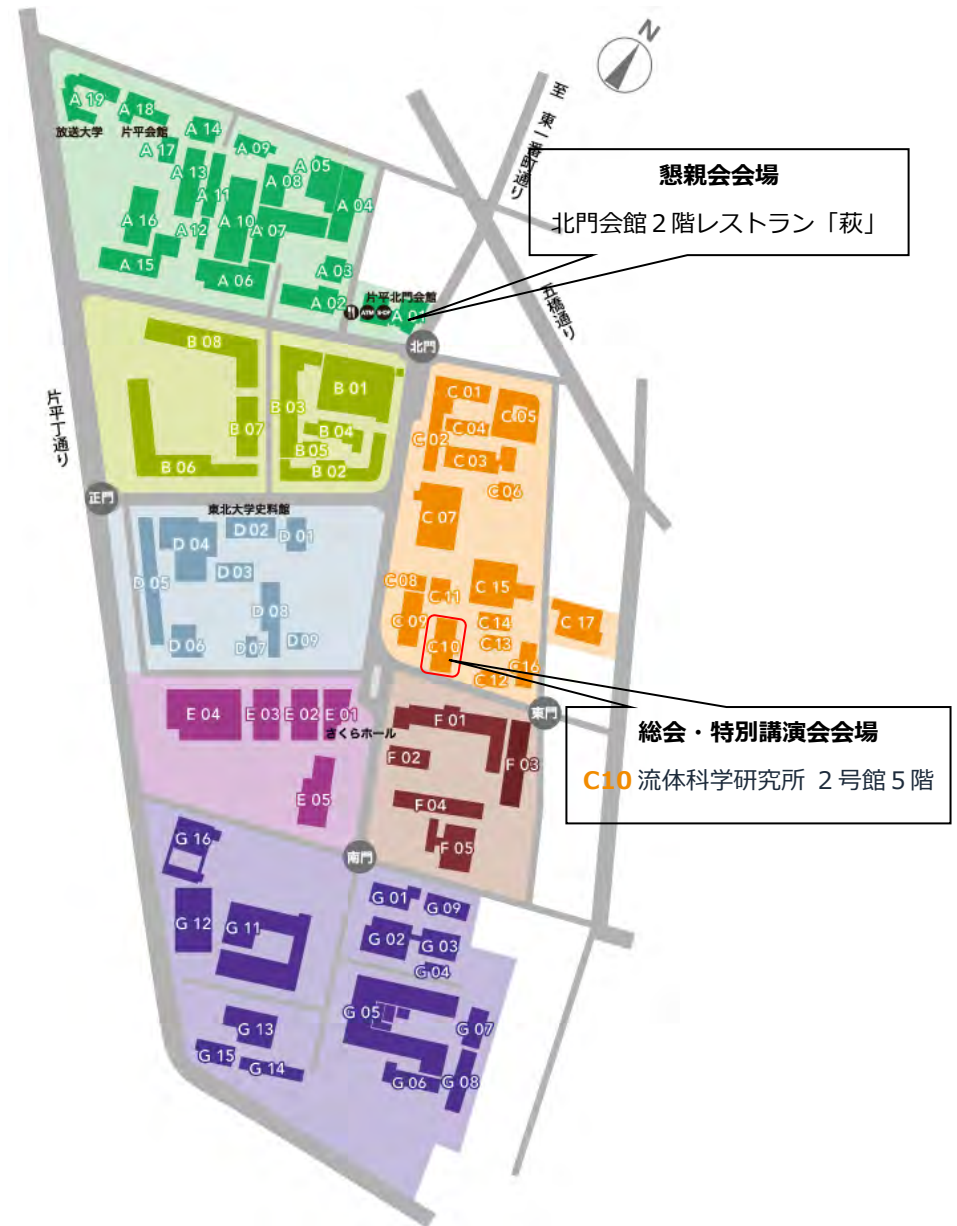 N
至 東一番町通り
A 19
A 18
放送大学
片平会館
A 14
A 17
A 09
A 13
A 05
A 08
A 11
A 04
A 16
A 10
A 12
A 07
A 15
A 06
A 03
A 02
片平北門会館
ATM
A 01
懇親会会場
北門会館2階レストラン「萩」
五橋通り
北門
片平丁通り
B 08
B 01
B 03
B 07
B 04
B 05
B 06
B 02
正門
C 01
C 05
C 04
C 02
C 03
C 06
C 07
C 08
C 11
C 15
C 09
C 14
C 17
C 13
C10
C 16
C 12
東門
総会・特別講演会会場
C10 流体科学研究所 2号館5階
東北大学史料館
D 02
D 01
D 04
D 03
D 05
D 08
D 06
D 07
D 09
E 04
E 03
E 02
E 01
さくらホール
E 05
F 01
F 02
F 03
F 04
F 05
南門
G 16
G 01
G 09
G 12
G 11
G 02
G 03
G 04
G 05
G 07
G 13
G 15
G 14
G 06
G 08